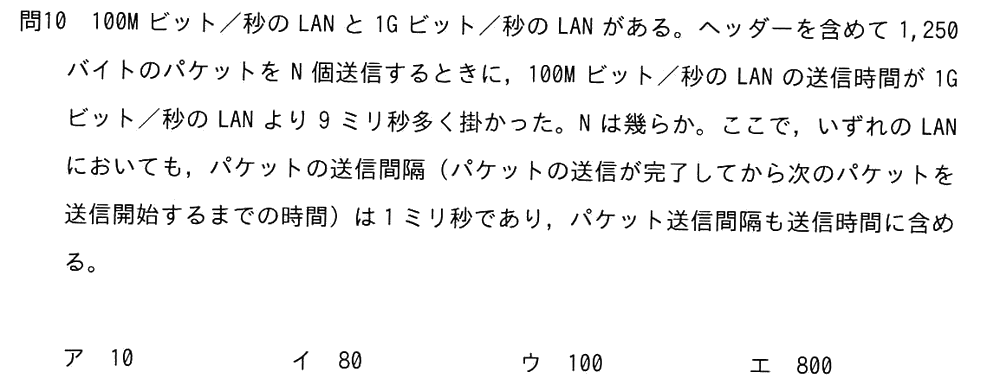 問10 100M ビット／秒の LAN と 1G ビット／秒の LAN がある。ヘッダーを含めて 1,250
バイトのパケットを N 個送信するときに，100M ビット／秒の LAN の送信時間が 1G
ビット／秒の LAN より 9 ミリ秒多く掛かった。N は幾らか。ここで，いずれの LAN
においても，パケットの送信間隔（パケットの送信が完了してから次のパケットを
送信開始するまでの時間）は 1 ミリ秒であり，パケット送信間隔も送信時間に含め
る。
ア 10 イ 80 ウ 100 エ 800